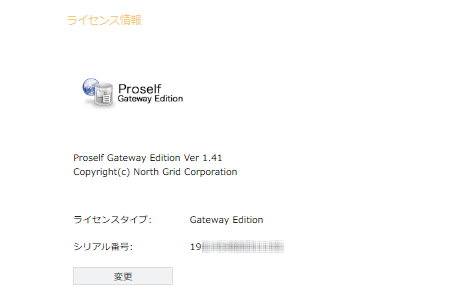 ライセンス情報
Proself
Gateway Edition
Proself Gateway Edition Ver 1.41
Copyright(c) North Grid Corporation
ライセンスタイプ: Gateway Edition
シリアル番号: 19
変更